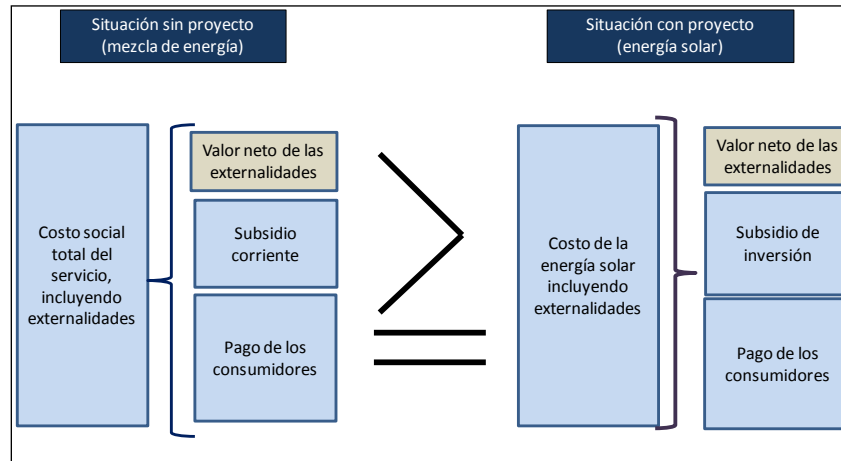 Situación sin proyecto
(mezcla de energía)
Situación con proyecto
(energía solar)
Costo social
total del
servicio,
incluyendo
externalidades
Valor neto de las
externalidades
Subsidio
corriente
Pago de los
consumidores
Costo de la
energía solar
incluyendo
externalidades
Valor neto de las
externalidades
Subsidio de
inversión
Pago de los
consumidores